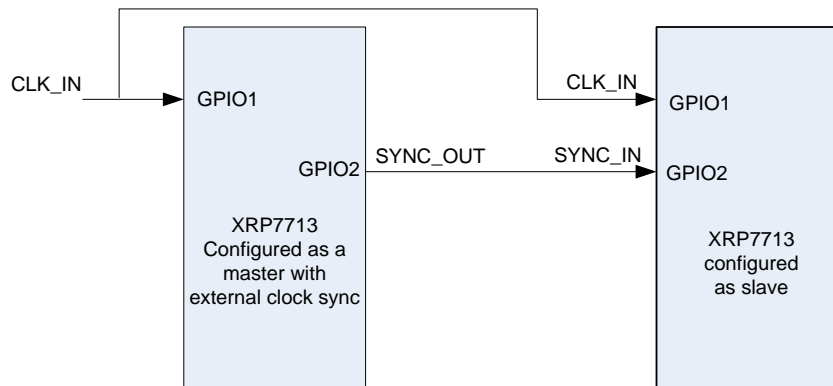 CLK_IN
GPIO1
GPIO2
XRP7713
Configured as a
master with
external clock sync
SYNC_OUT
SYNC_IN
CLK_IN
GPIO1
GPIO2
XRP7713
configured
as slave